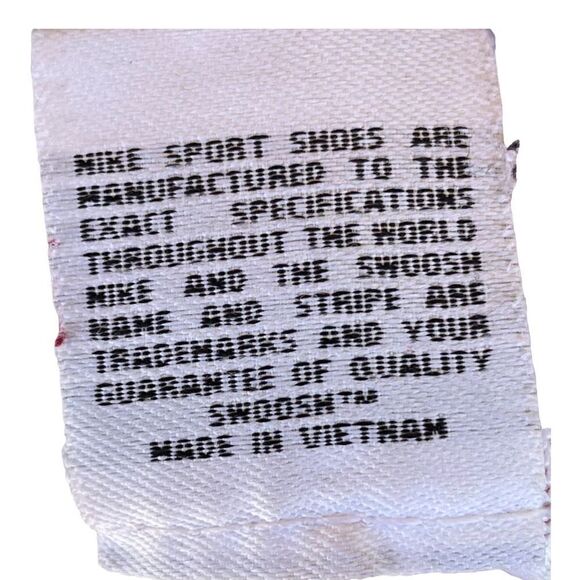 NIKE SPORT SHOES ARE
MANUFACTURED TO THE
EXACT SPECIFICATIONS
THROUGHOUT THE WORLD
NIKE AND THE SWOOSH
NAME AND STRIPE ARE
TRADEMARKS AND YOUR
GUARANTEE OF QUALITY
SWOOSH™
MADE IN VIETNAM